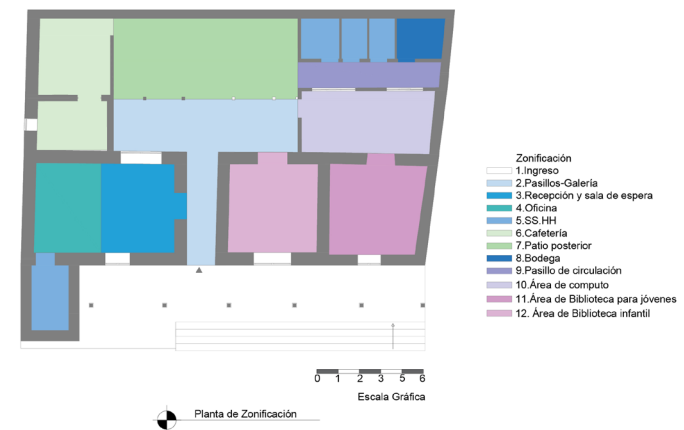 Zonificación
1.Ingreso
2.Pasillos-Galería
3.Recepción y sala de espera
4.Oficina
5.SS.HH
6.Cafetería
7.Patio posterior
8.Bodega
9.Pasillo de circulación
10.Área de computo
11.Área de Biblioteca para jóvenes
12. Área de Biblioteca infantil
0 1 2 3 5 6
Escala Gráfica
Planta de Zonificación